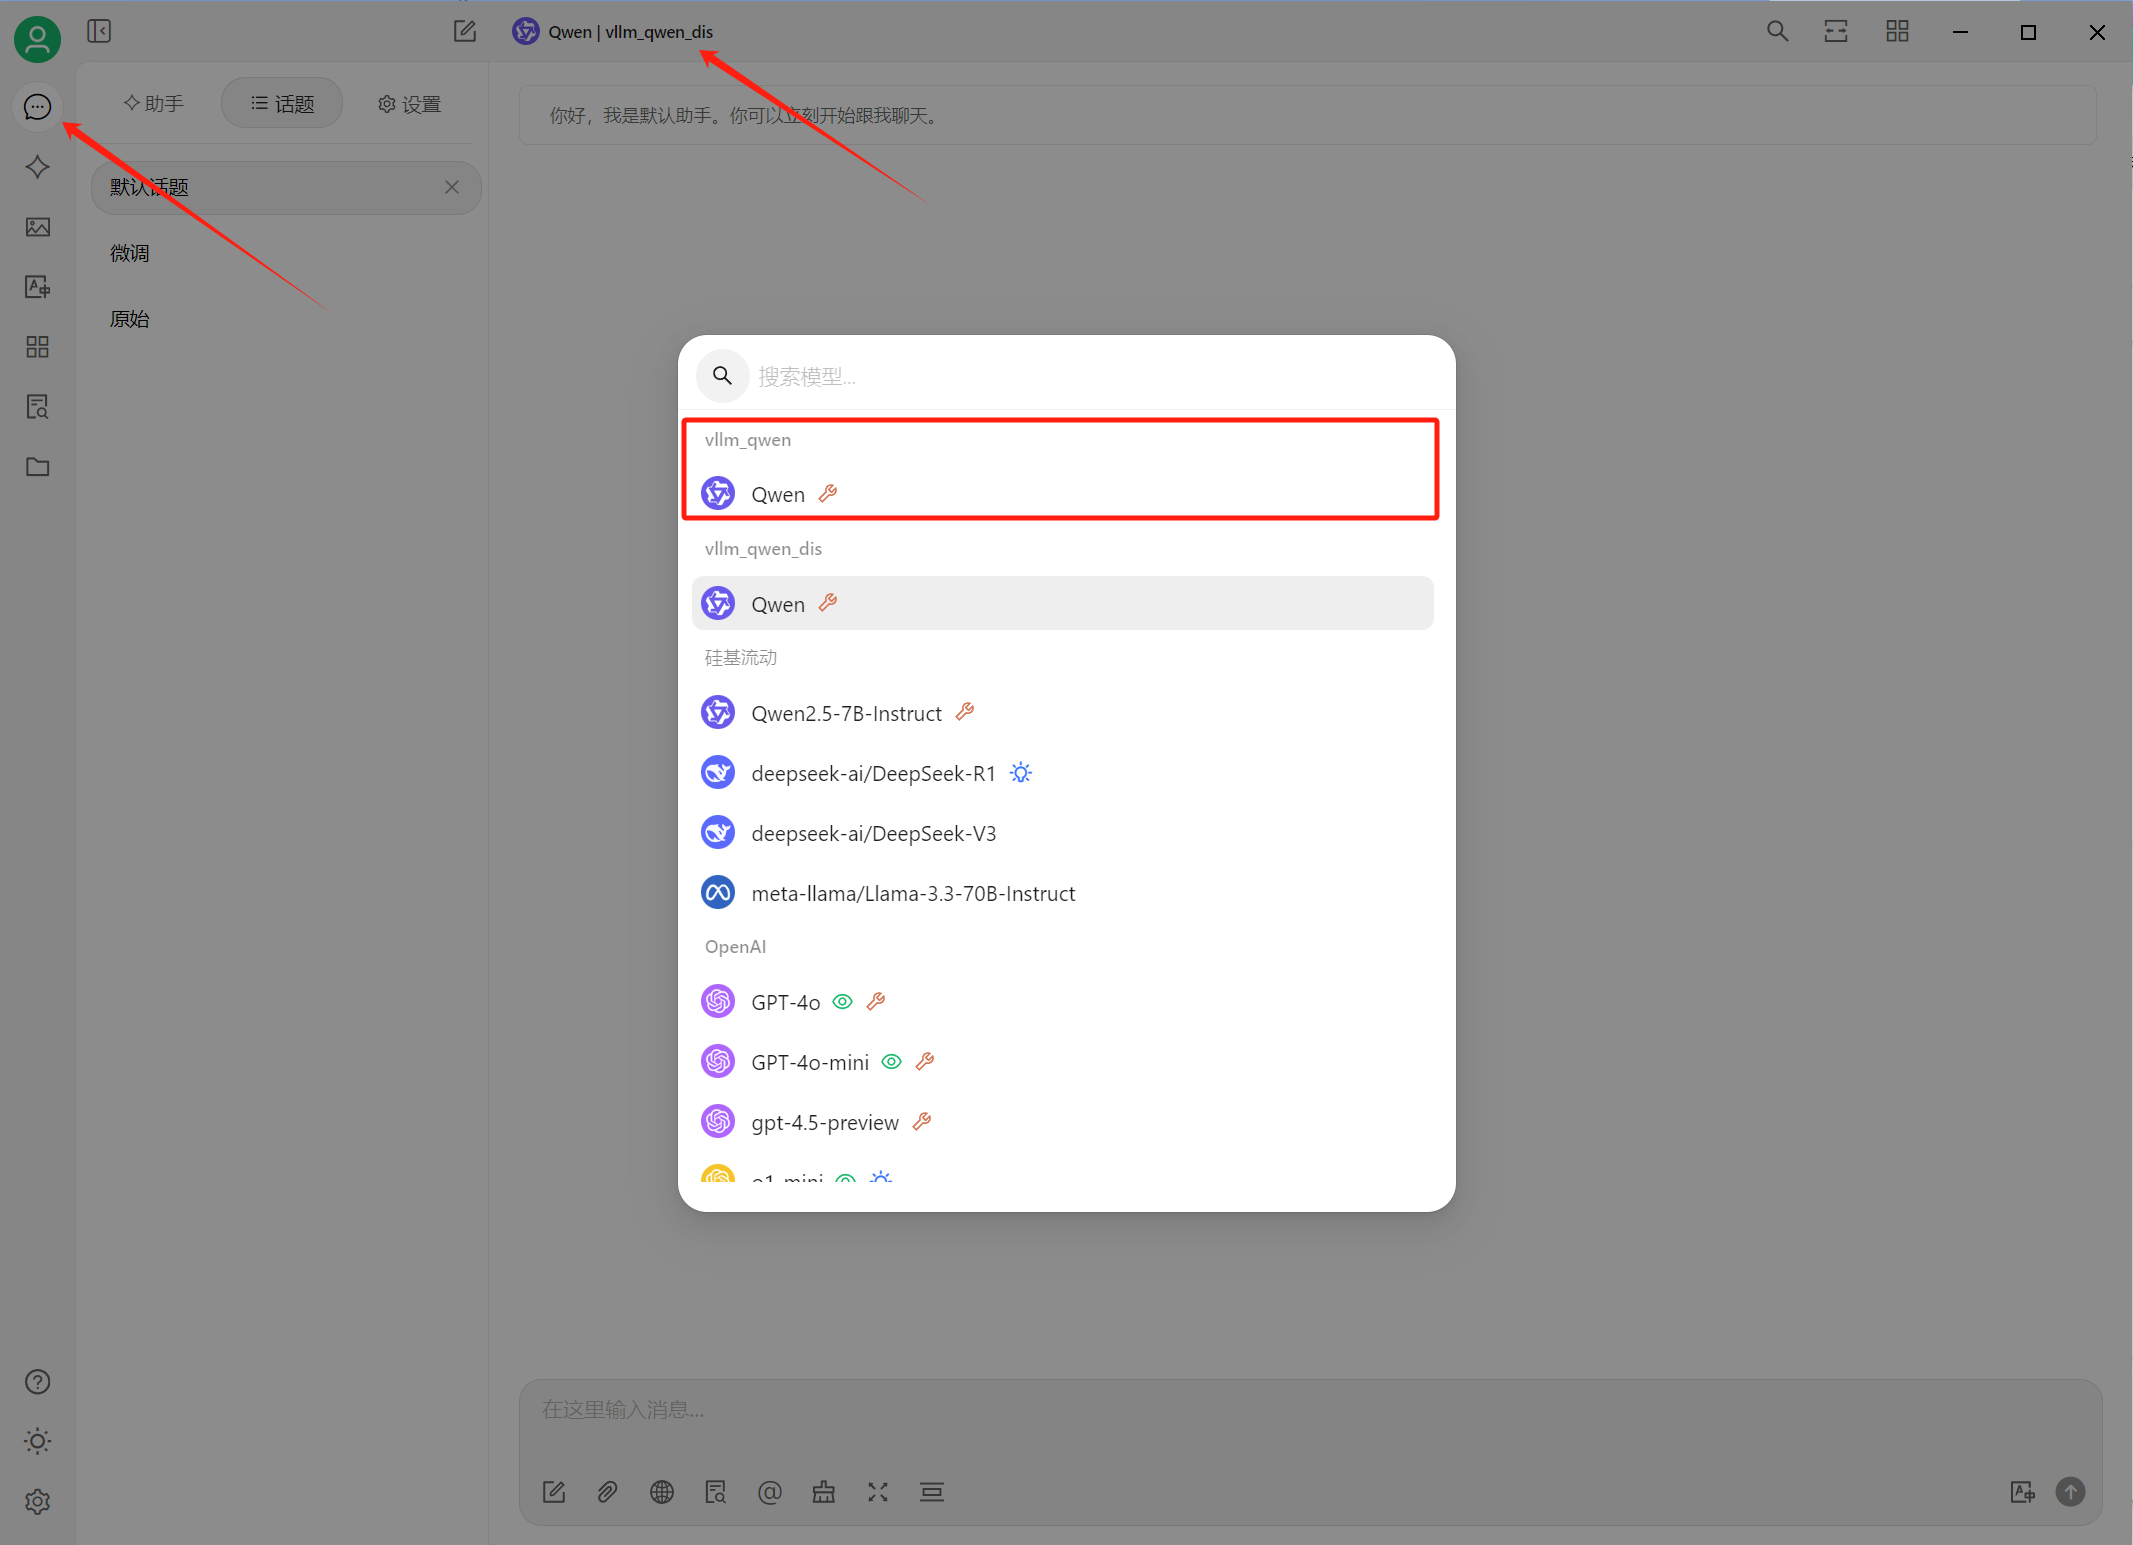 Qwen | vllm_qwen_dis
助手
话题
设置
默认话题
微调
原始
你好，我是默认助手。你可以立刻开始跟我聊天。
搜索模型...
vllm_qwen
Qwen
vllm_qwen_dis
Qwen
硅基流动
Qwen2.5-7B-Instruct
deepseek-ai/DeepSeek-R1
deepseek-ai/DeepSeek-V3
meta-llama/Llama-3.3-70B-Instruct
OpenAI
GPT-4o
GPT-4o-mini
gpt-4.5-preview
o1-mini
在这里输入消息...